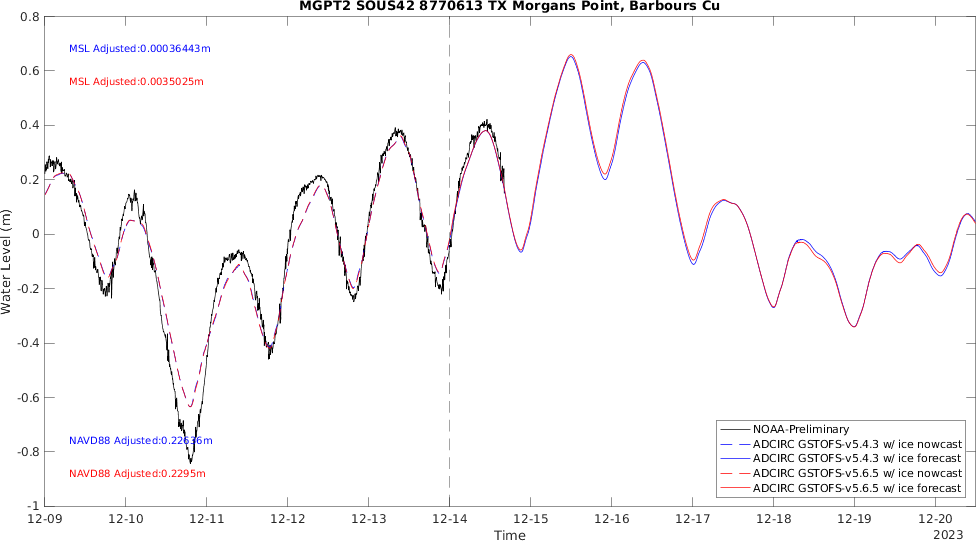 MGPT2 SOUS42 8770613 TX Morgans Point, Barbours Cu
0.8
0.6
0.4
0.2
0
-0.2
-0.4
-0.6
-0.8
-1
Water Level (m)
MSL Adjusted:0.00036443m
MSL Adjusted:0.0035025m
NAVD88 Adjusted:0.22636m
NAVD88 Adjusted:0.2295m
NOAA-Preliminary
ADCIRC GSTOFS-v5.4.3 w/ ice nowcast
ADCIRC GSTOFS-v5.4.3 w/ ice forecast
ADCIRC GSTOFS-v5.6.5 w/ ice nowcast
ADCIRC GSTOFS-v5.6.5 w/ ice forecast
12-09 12-10 12-11 12-12 12-13 12-14 12-15 12-16 12-17 12-18 12-19 12-20
2023
Time